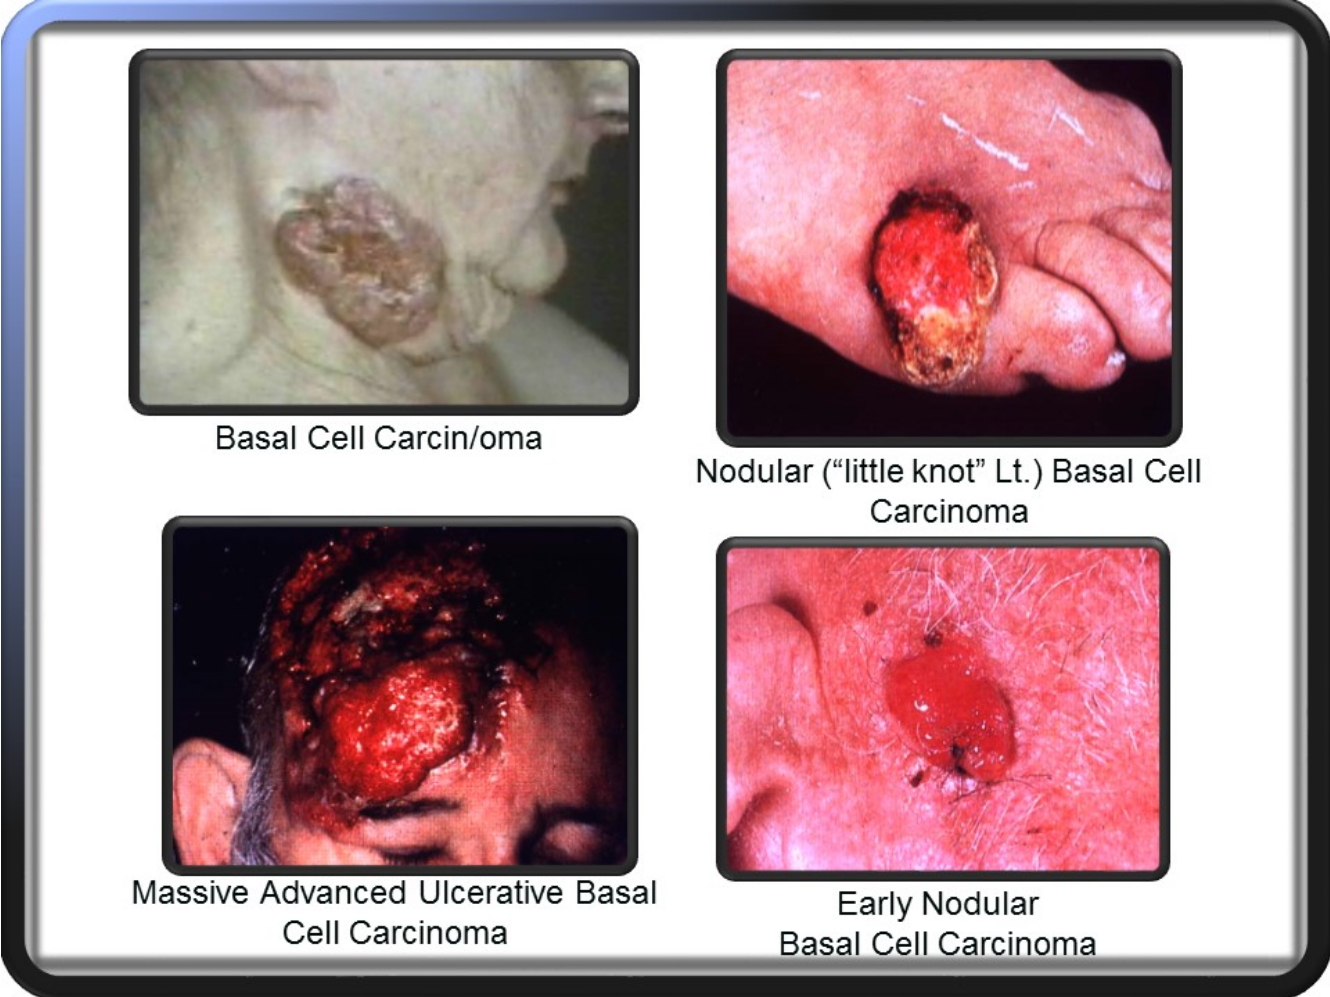 Basal Cell Carcin/oma
Nodular (“little knot” Lt.) Basal Cell
Carcinoma
Massive Advanced Ulcerative Basal
Cell Carcinoma
Early Nodular
Basal Cell Carcinoma